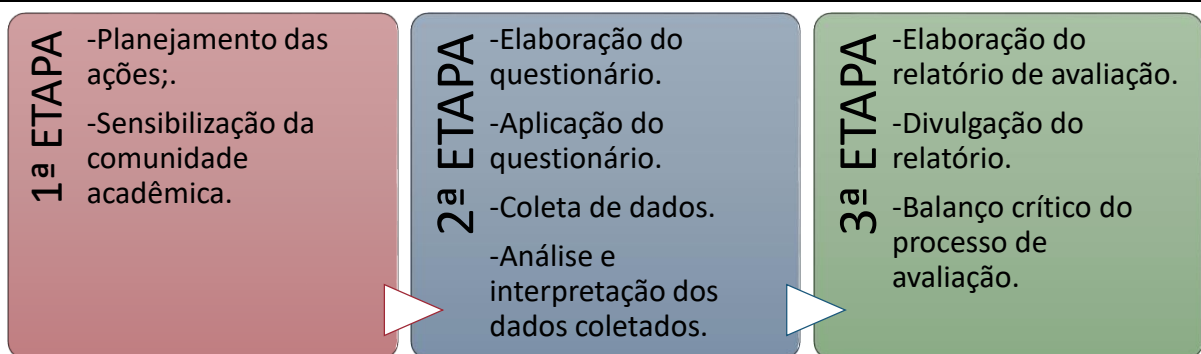 1ª ETAPA
-Planejamento das
ações;.
-Sensibilização da
comunidade
acadêmica.
2ª ETAPA
-Elaboração do
questionário.
-Aplicação do
questionário.
-Coleta de dados.
-Análise e
interpretação dos
dados coletados.
3ª ETAPA
-Elaboração do
relatório de avaliação.
-Divulgação do
relatório.
-Balanço crítico do
processo de
avaliação.